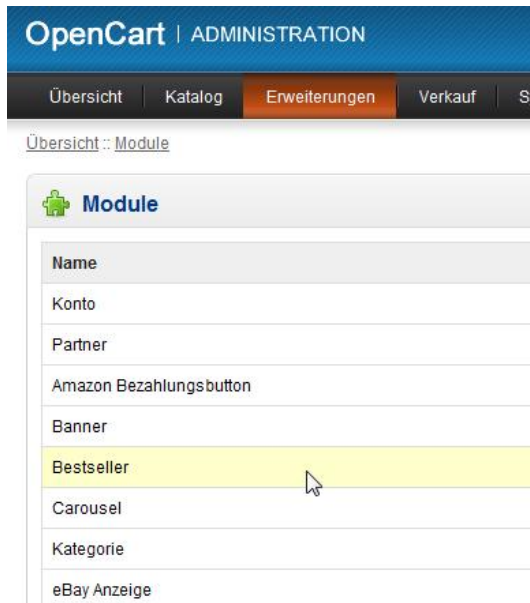 OpenCart | ADMINISTRATION
Übersicht Katalog Erweiterungen Verkauf S
Übersicht :: Module
Module
Name
Konto
Partner
Amazon Bezahlungsbutton
Banner
Bestseller
Carousel
Kategorie
eBay Anzeige